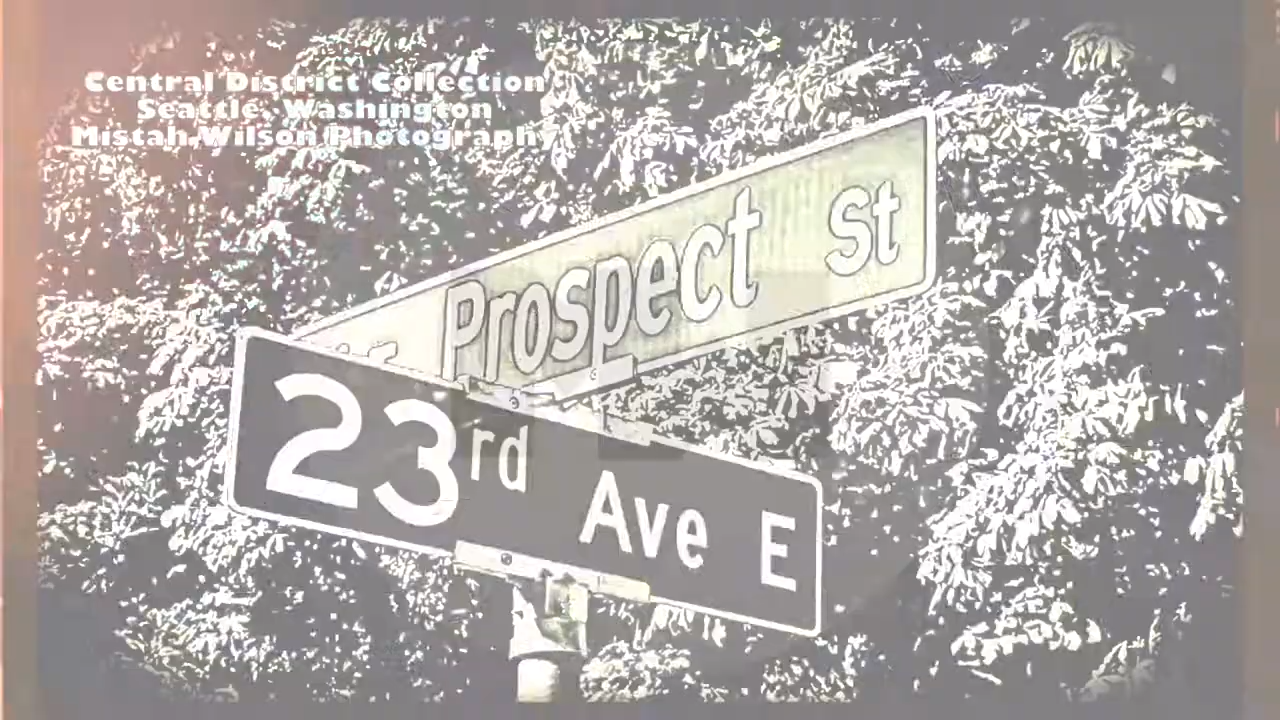 Central District Collection
Seattle, Washington
Mistah Wilson Photography
Prospect St
23rd Ave E